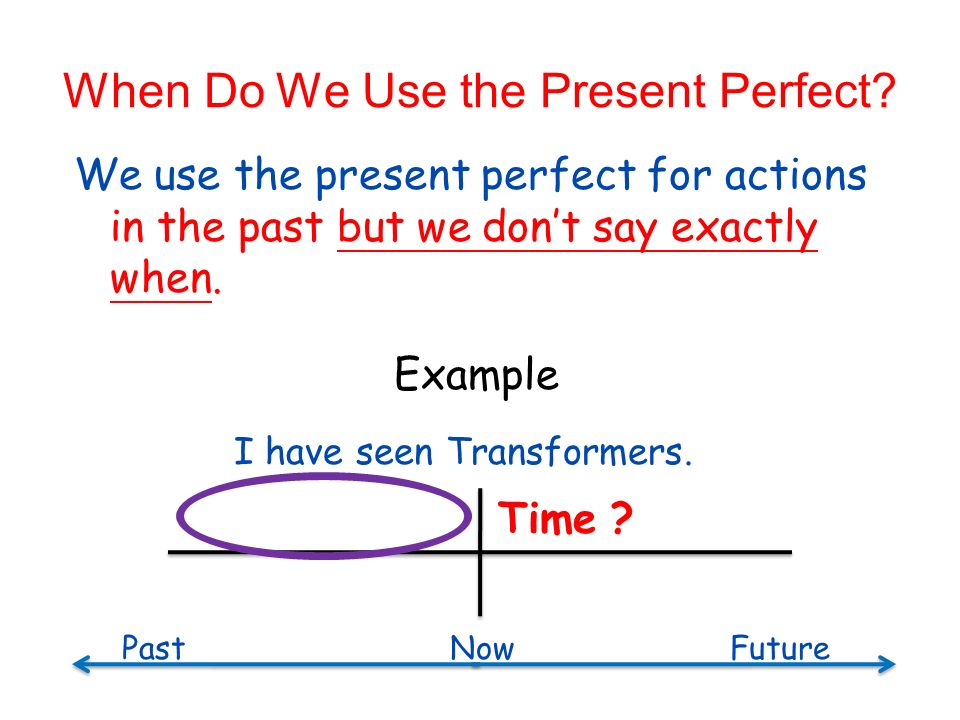 When Do We Use the Present Perfect?
We use the present perfect for actions
in the past but we don’t say exactly
when.
Example
I have seen Transformers.
Time ?
Past Now Future